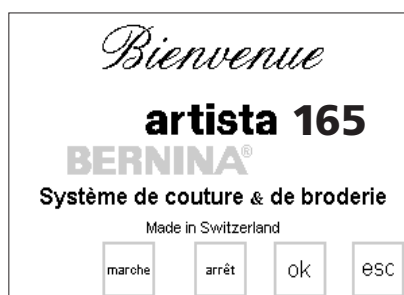 Bienvenue
artista 165
BERNINA®
Système de couture & de broderie
Made in Switzerland
marche arrêt ok esc